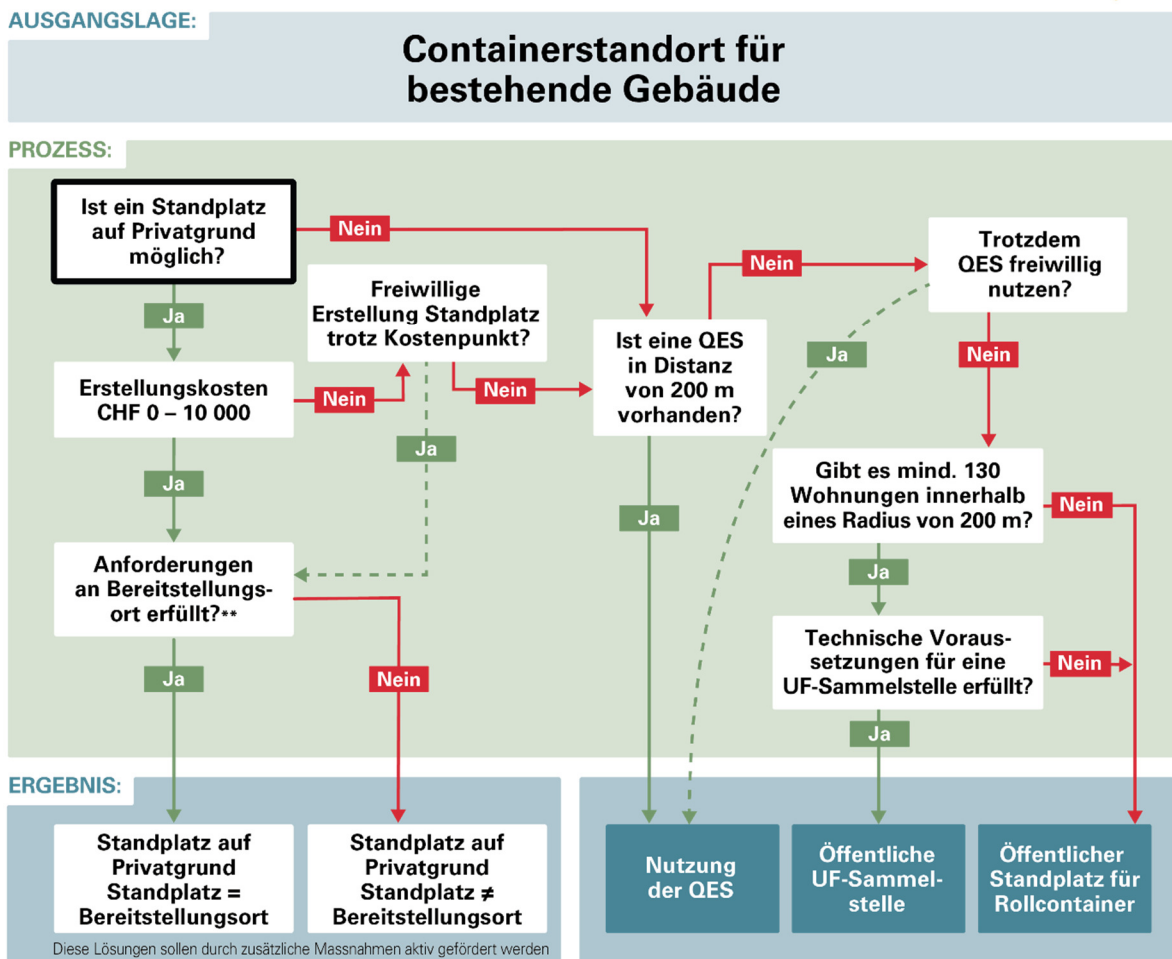 AUSGANGSLAGE:
Containerstandort für
bestehende Gebäude
PROZESS:
Ist ein Standplatz
auf Privatgrund
möglich?
Nein
Ja
Erstellungskosten
CHF 0 – 10 000
Nein
Ja
Freiwillige
Erstellung Standplatz
trotz Kostenpunkt?
Nein
Ja
Anforderungen
an Bereitstellungs-
ort erfüllt?**
Ja
Nein
Ist eine QES
in Distanz
von 200 m
vorhanden?
Nein
Ja
Trotzdem
QES freiwillig
nutzen?
Ja
Nein
Gibt es mind. 130
Wohnungen innerhalb
eines Radius von 200 m?
Nein
Ja
Technische Voraus-
setzungen für eine
UF-Sammelstelle erfüllt?
Nein
Ja
ERGEBNIS:
Standplatz auf
Privatgrund
Standplatz =
Bereitstellungsort
Standplatz auf
Privatgrund
Standplatz ≠
Bereitstellungsort
Diese Lösungen sollen durch zusätzliche Massnahmen aktiv gefördert werden
Nutzung
der QES
Öffentliche
UF-Sammel-
stelle
Öffentlicher
Standplatz für
Rollcontainer